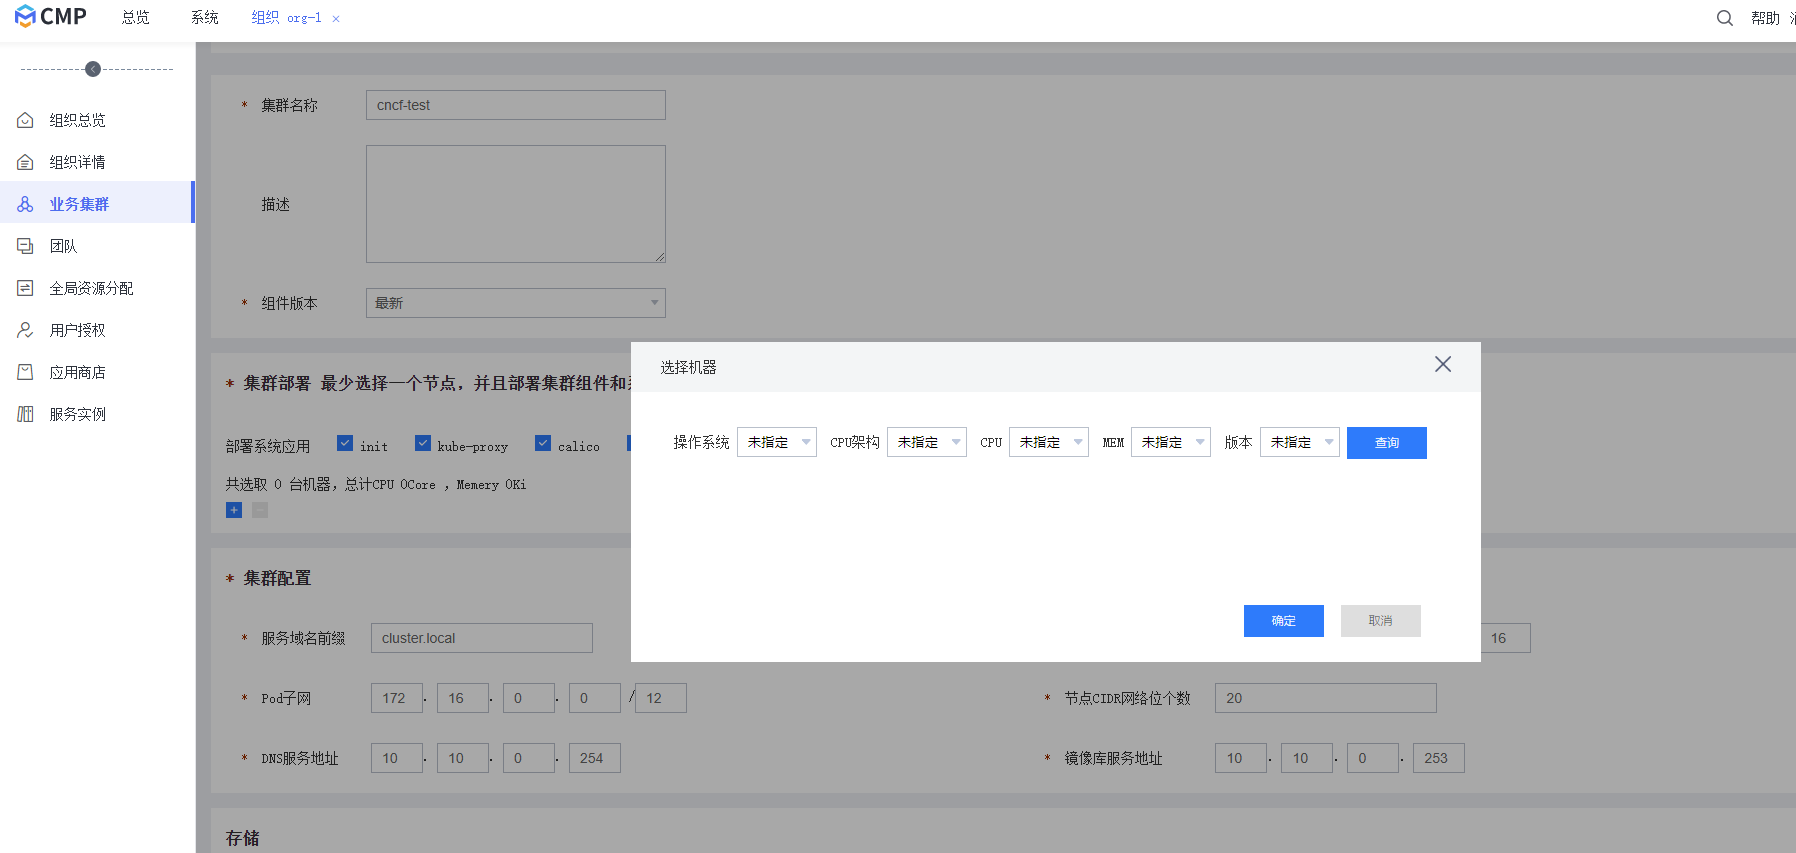 CMP 总览 系统 组织 org-1 × 帮助
组织总览
组织详情
业务集群
团队
全局资源分配
用户授权
应用商店
服务实例
* 集群名称 cncf-test
描述
* 组件版本 最新
* 集群部署 最少选择一个节点，并且部署集群组件和
部署系统应用 init kube-proxy calico
共选取 0 台机器，总计CPU 0Core ，Memery 0Ki
选择机器
操作系统 未指定 CPU架构 未指定 CPU 未指定 MEM 未指定 版本 未指定 查询
确定 取消
* 集群配置
* 服务域名前缀 cluster.local 16
* Pod子网 172 . 16 . 0 . 0 / 12 * 节点CIDR网络位个数 20
* DNS服务地址 10 . 10 . 0 . 254 * 镜像库服务地址 10 . 10 . 0 . 253
存储